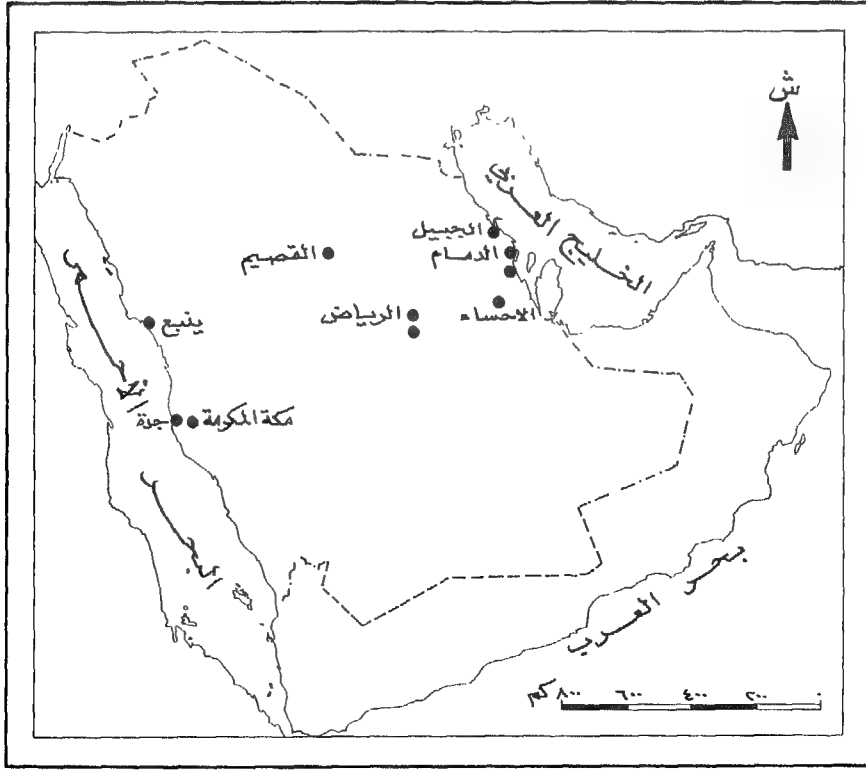 ش
الخليج العربي
الجبيل
الدمام
القصيم
الاحساء
الرياض
ينبع
مكة المكرمة
جدة
البحر الأحمر
بحر العرب
٠ ٢٠٠ ٤٠٠ ٦٠٠ ٨٠٠ كم